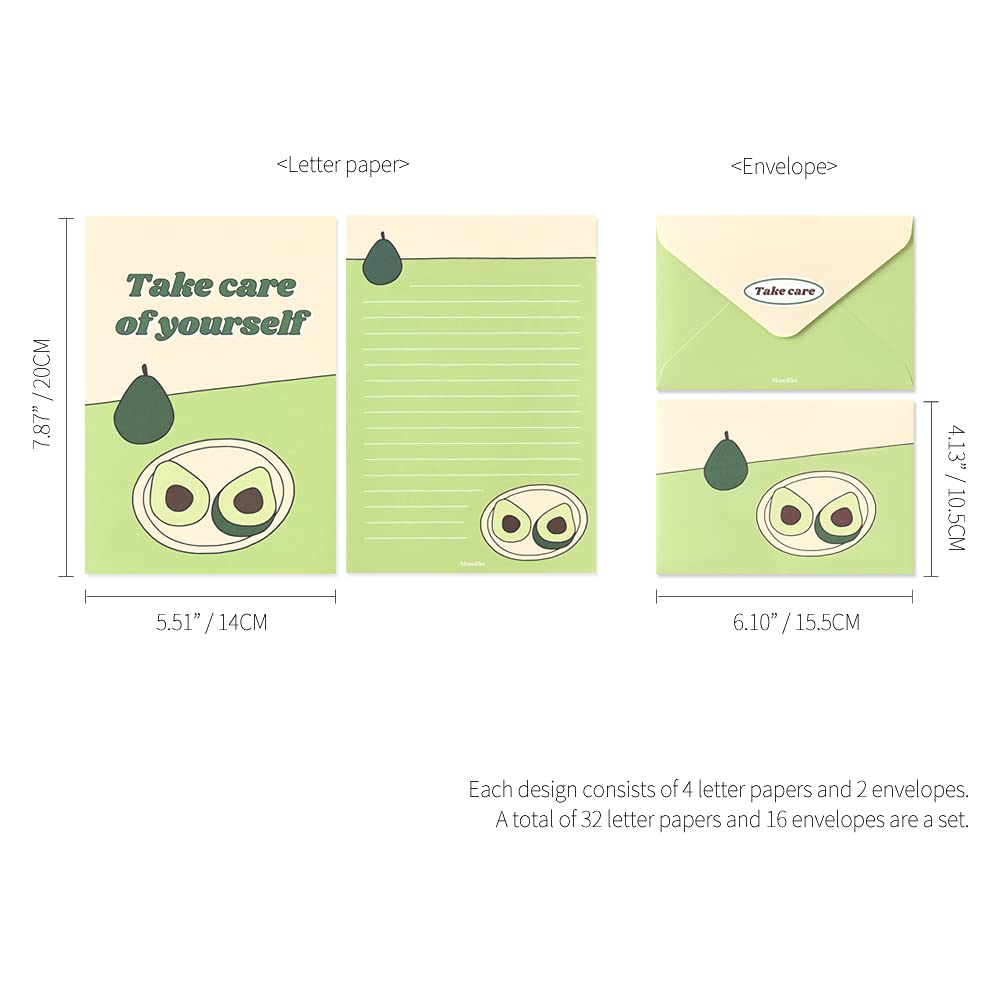 <Letter paper>
<Envelope>
Take care
of yourself
Take care
Monolike
Monolike
7.87” / 20CM
5.51” / 14CM
4.13” / 10.5CM
6.10” / 15.5CM
Each design consists of 4 letter papers and 2 envelopes.
A total of 32 letter papers and 16 envelopes are a set.